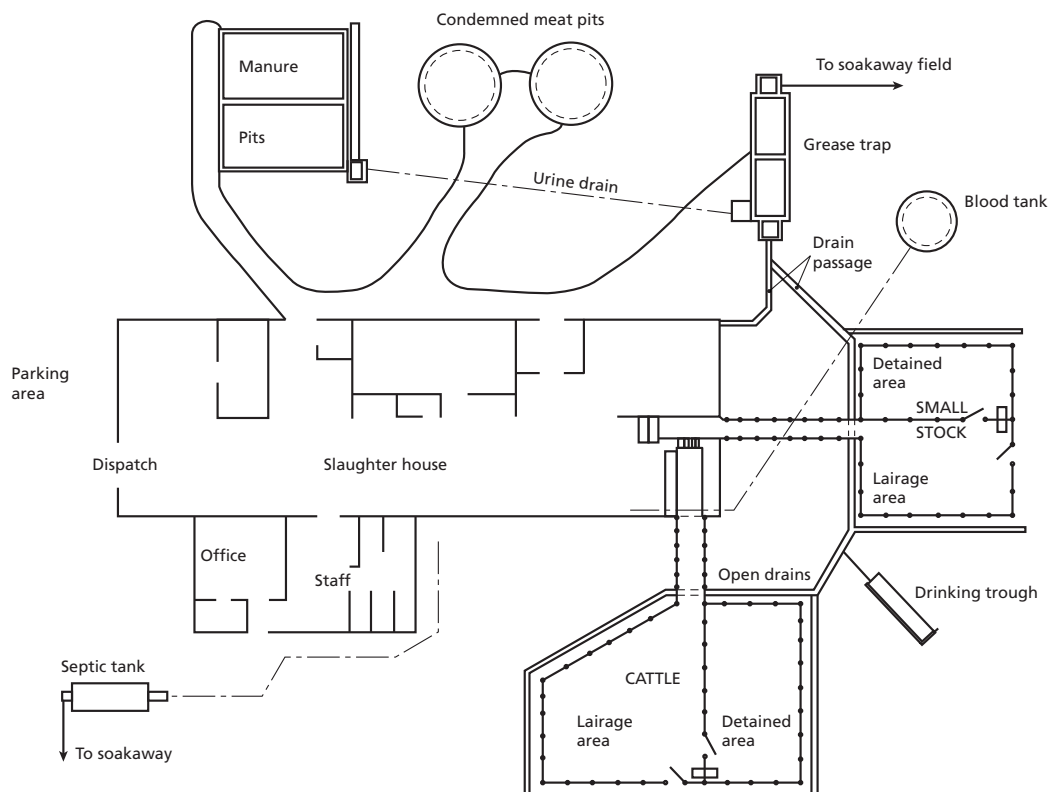 Condemned meat pits
Manure
Pits
To soakaway field
Grease trap
Urine drain
Blood tank
Drain
passage
Parking
area
Detained
area
SMALL
STOCK
Dispatch
Slaughter house
Lairage
area
Office
Staff
Open drains
Drinking trough
Septic tank
CATTLE
Lairage
area
Detained
area
To soakaway